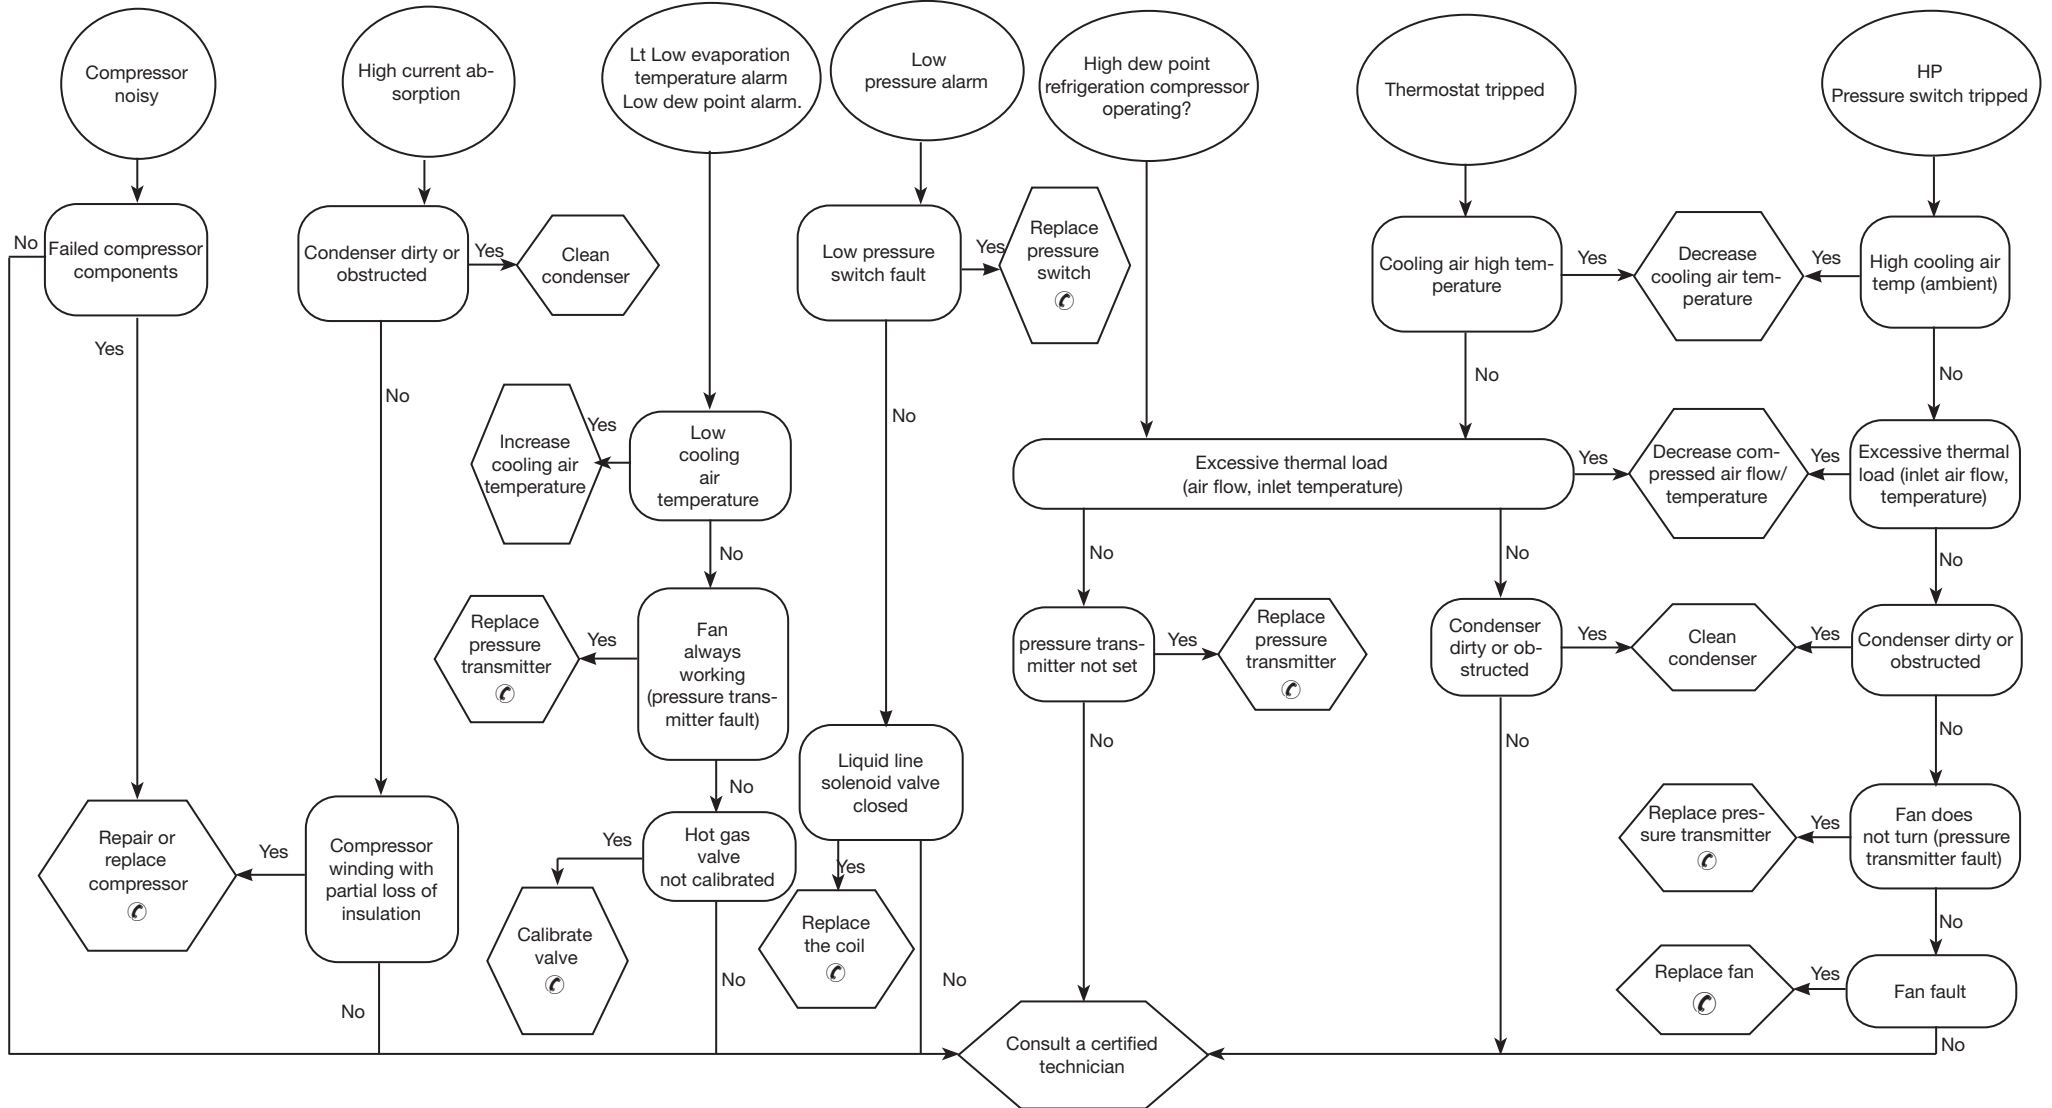 Compressor
noisy
High current ab-
sorption
Lt Low evaporation
temperature alarm
Low dew point alarm.
Low
pressure alarm
High dew point
refrigeration compressor
operating?
Thermostat tripped
HP
Pressure switch tripped
No
Failed compressor
components
Yes
Condenser dirty or
obstructed
Yes
Clean
condenser
No
Low pressure
switch fault
Yes
Replace
pressure
switch
No
Cooling air high tem-
perature
Yes
Decrease
cooling air tem-
perature
Yes
High cooling air
temp (ambient)
No
No
Increase
cooling air
temperature
Yes
Low
cooling
air
temperature
No
Excessive thermal load
(air flow, inlet temperature)
Yes
Decrease com-
pressed air flow/
temperature
Yes
Excessive thermal
load (inlet air flow,
temperature)
No
No
No
Replace
pressure
transmitter
Yes
Fan
always
working
(pressure trans-
mitter fault)
No
pressure trans-
mitter not set
Yes
Replace
pressure
transmitter
No
Condenser
dirty or ob-
structed
Yes
Clean
condenser
Yes
Condenser dirty or
obstructed
No
No
Liquid line
solenoid valve
closed
Yes
No
Replace
the coil
Repair or
replace
compressor
Yes
Compressor
winding with
partial loss of
insulation
No
Yes
Hot gas
valve
not calibrated
No
Calibrate
valve
Replace pres-
sure transmitter
Yes
Fan does
not turn (pressure
transmitter fault)
No
Replace fan
Yes
Fan fault
No
Consult a certified
technician